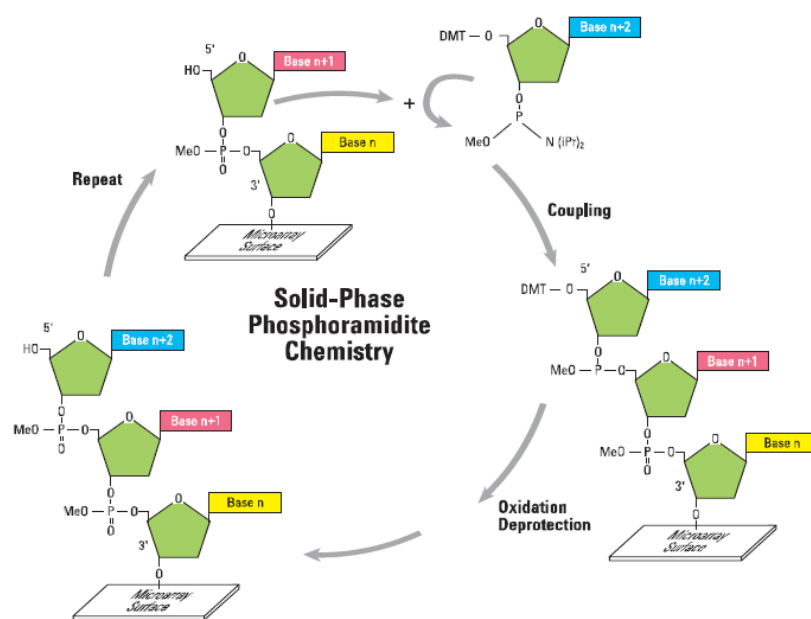 DMT — O
O
Base n+2
5'
HO
O
Base n+1
+
O
P
MeO
N (iPr)₂
O
MeO — P — O
O
O
Base n
3'
O
Microarray
Surface
Repeat
Coupling
Solid-Phase
Phosphoramidite
Chemistry
5'
DMT — O
O
Base n+2
O
MeO — P — O
O
Base n+1
O
MeO — P — O
O
O
Base n
3'
O
Microarray
Surface
Oxidation
Deprotection
5'
HO
O
Base n+2
O
MeO — P — O
O
O
Base n+1
O
MeO — P — O
O
O
Base n
3'
O
Microarray
Surface